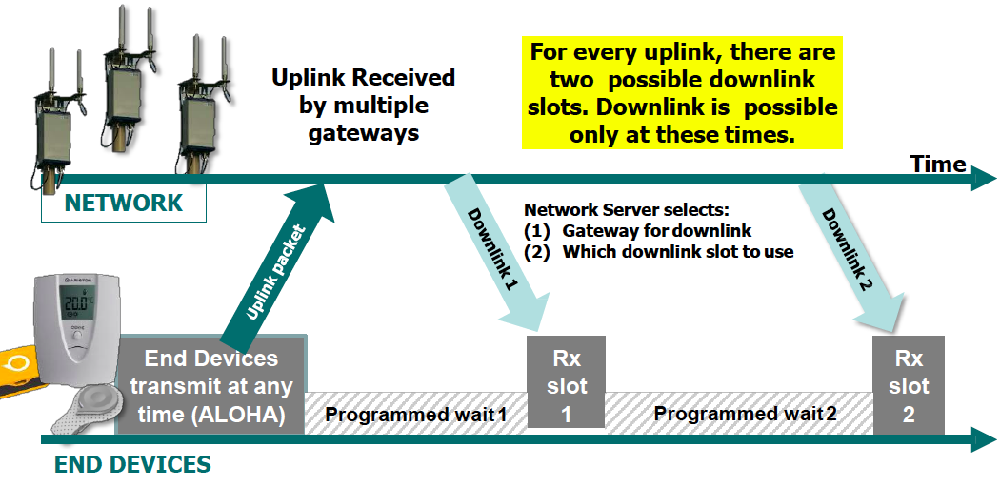 Uplink Received
by multiple
gateways
For every uplink, there are
two possible downlink
slots. Downlink is possible
only at these times.
Time
NETWORK
Uplink packet
Downlink 1
Network Server selects:
(1) Gateway for downlink
(2) Which downlink slot to use
Downlink 2
ARISTON
20.0°C
End Devices
transmit at any
time (ALOHA)
Programmed wait 1
Rx
slot
1
Programmed wait 2
Rx
slot
2
END DEVICES